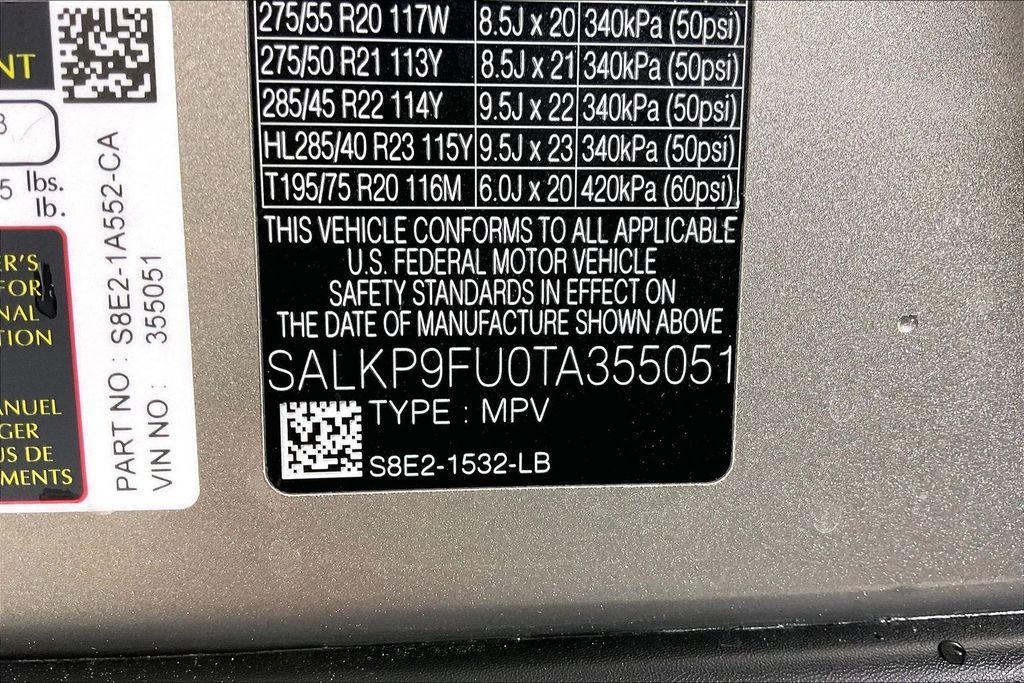 275/55 R20 117W 8.5J x 20 340kPa (50psi)
275/50 R21 113Y 8.5J x 21 340kPa (50psi)
285/45 R22 114Y 9.5J x 22 340kPa (50psi)
HL285/40 R23 115Y 9.5J x 23 340kPa (50psi)
T195/75 R20 116M 6.0J x 20 420kPa (60psi)
THIS VEHICLE CONFORMS TO ALL APPLICABLE
U.S. FEDERAL MOTOR VEHICLE
SAFETY STANDARDS IN EFFECT ON
THE DATE OF MANUFACTURE SHOWN ABOVE
SALKP9FU0TA355051
TYPE : MPV
S8E2-1532-LB
NT
5 lbs.
lb.
ER'S
FOR
NAL
TION
ANUEL
GER
US DE
MENTS
PART NO : S8E2-1A552-CA
VIN NO : 355051